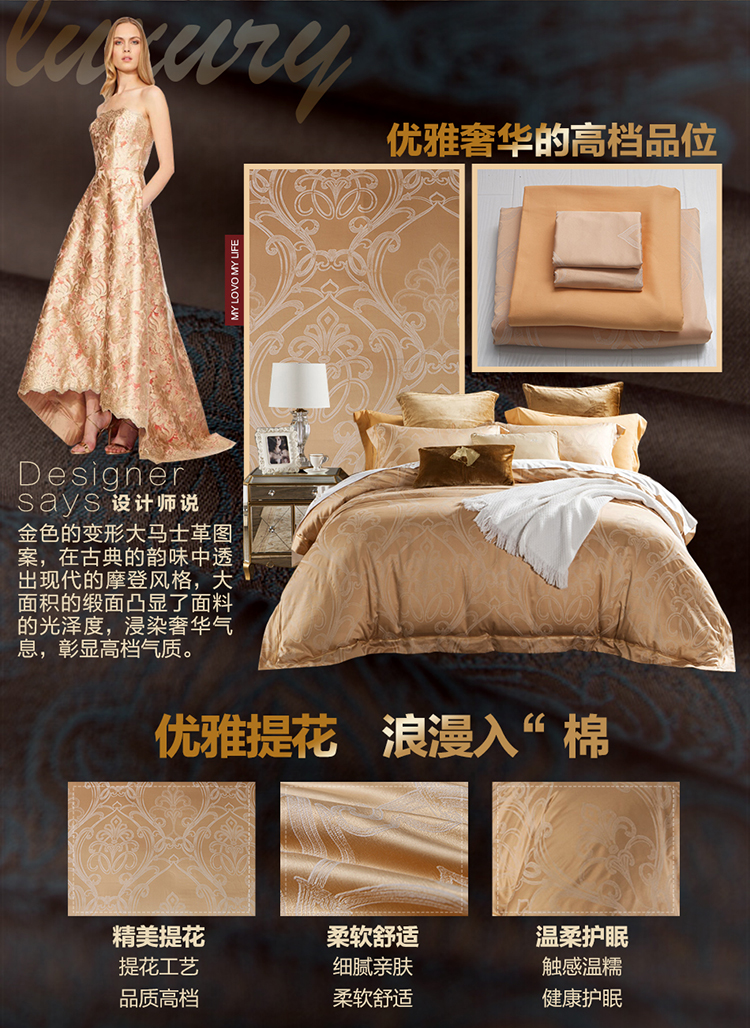 luxury
优雅奢华的高档品位
MY LOVO MY LIFE
Designer
says 设计师说
金色的变形大马士革图
案，在古典的韵味中透
出现代的摩登风格，大
面积的缎面凸显了面料
的光泽度，浸染奢华气
息，彰显高档气质。
优雅提花 浪漫入“棉
精美提花
提花工艺
品质高档
柔软舒适
细腻亲肤
柔软舒适
温柔护眠
触感温糯
健康护眠